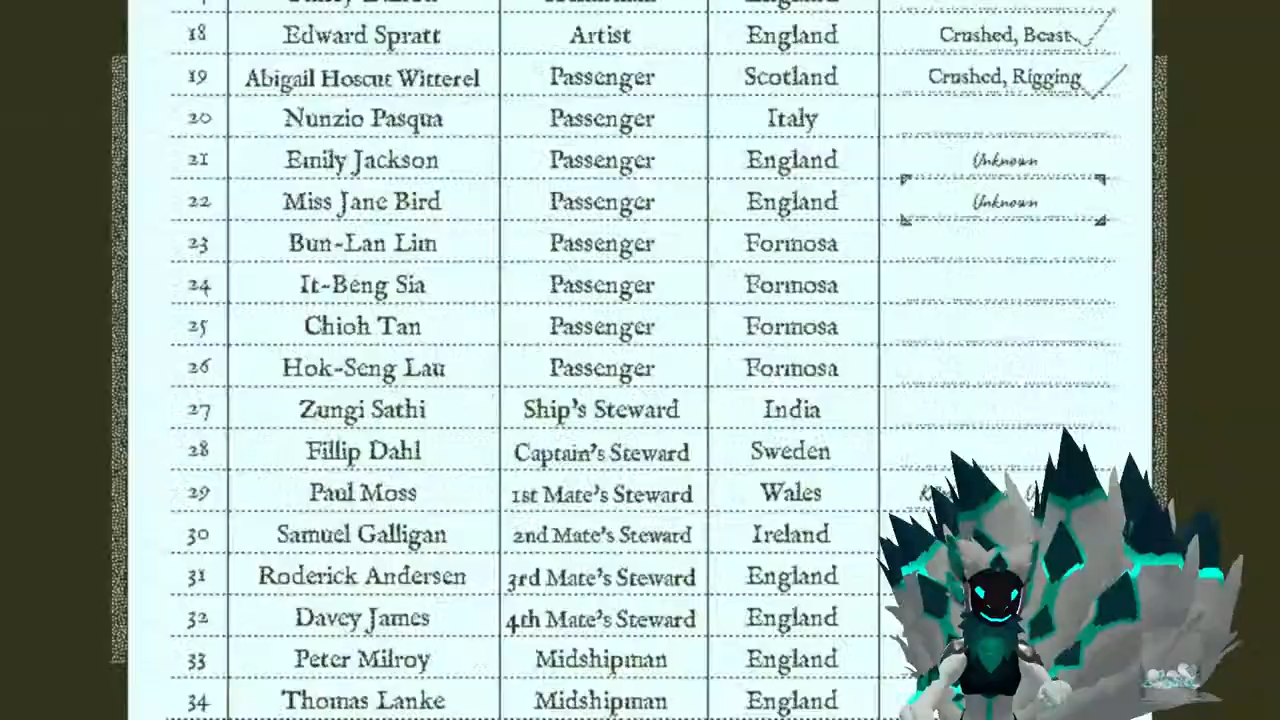 18 Edward Spratt Artist England Crushed, Beast
19 Abigail Hoscut Witterel Passenger Scotland Crushed, Rigging
20 Nunzio Pasqua Passenger Italy
21 Emily Jackson Passenger England Unknown
22 Miss Jane Bird Passenger England Unknown
23 Bun-Lan Lim Passenger Formosa
24 It-Beng Sia Passenger Formosa
25 Chioh Tan Passenger Formosa
26 Hok-Seng Lau Passenger Formosa
27 Zungi Sathi Ship's Steward India
28 Fillip Dahl Captain's Steward Sweden
29 Paul Moss 1st Mate's Steward Wales
30 Samuel Galligan 2nd Mate's Steward Ireland
31 Roderick Andersen 3rd Mate's Steward England
32 Davey James 4th Mate's Steward England
33 Peter Milroy Midshipman England
34 Thomas Lanke Midshipman England